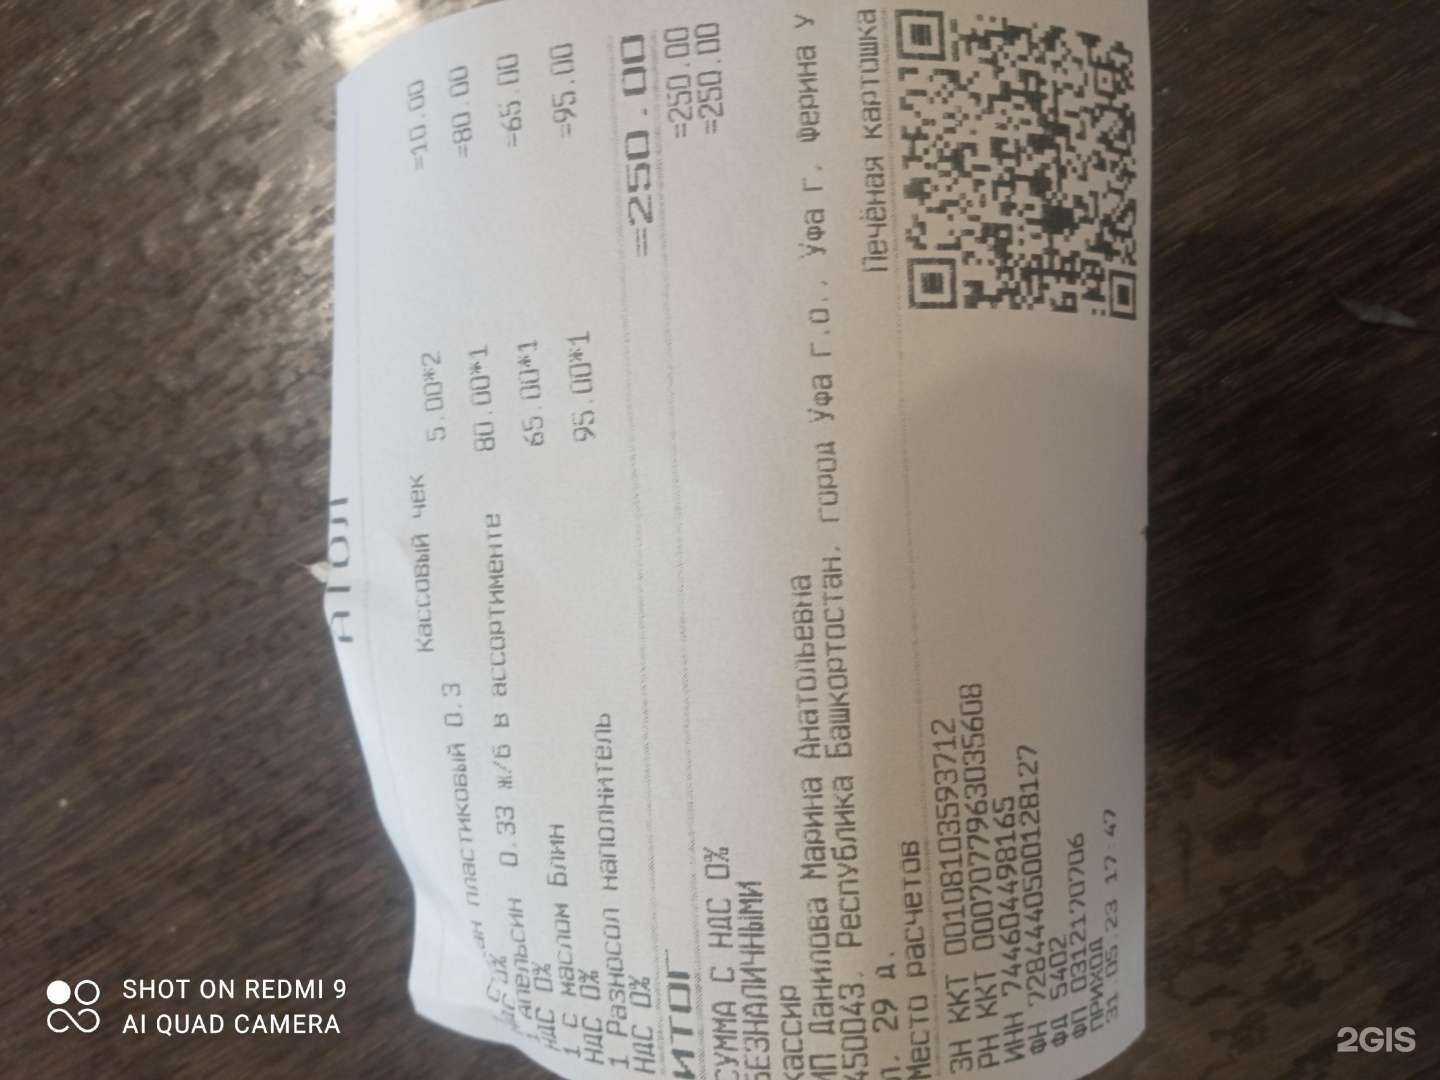 АТОЛ
Кассовый чек
пластиковый 0.3 5.00*2 =10.00
НДС 0%
1 Апельсин 0.33 ж/б в ассортименте 80.00*1 =80.00
НДС 0%
1 С маслом Блин 65.00*1 =65.00
НДС 0%
1 Разносол наполнитель 95.00*1 =95.00
НДС 0%
ИТОГ =250.00
СУММА С НДС 0% =250.00
БЕЗНАЛИЧНЫМИ =250.00
кассир
ИП Данилова Марина Анатольевна
450043, Республика Башкортостан, город Уфа г.о., Уфа г, Ферина у
л, 29 д.
Место расчетов Печёная картошка
ЗН ККТ 00108103593712
РН ККТ 0007077963035608
ИНН 744604498165
ФН 7284440500128127
ФД 5402
ФП 0312170706
ПРИХОД
31.05.23 17:47
SHOT ON REDMI 9
AI QUAD CAMERA
2GIS